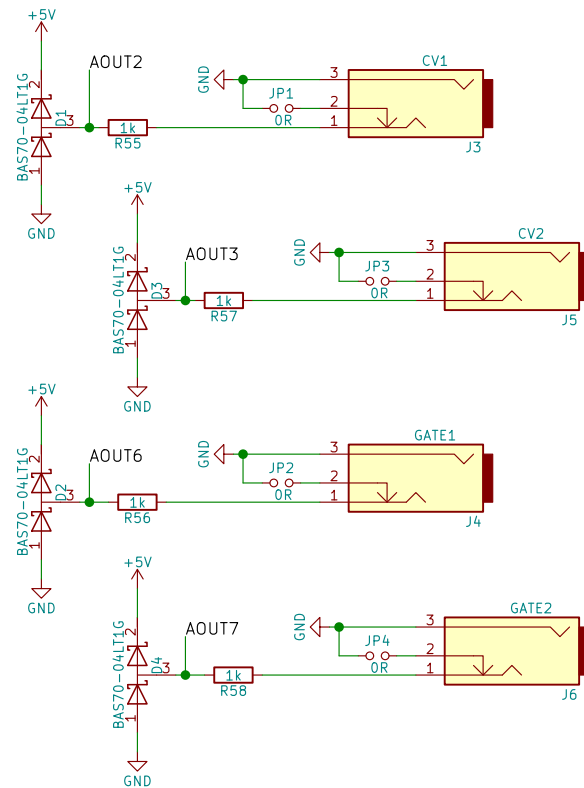 +5V
AOUT2
CV1
GND
3
JP1
2
0R
1
2
BAS70-04LT1G
D1
3
1k
R55
J3
1
GND
+5V
AOUT3
CV2
GND
3
JP3
2
0R
1
2
BAS70-04LT1G
D3
3
1k
R57
J5
1
GND
+5V
AOUT6
GATE1
GND
3
JP2
2
0R
1
2
BAS70-04LT1G
D2
3
1k
R56
J4
1
GND
+5V
AOUT7
GATE2
GND
3
JP4
2
0R
1
2
BAS70-04LT1G
D4
3
1k
R58
J6
1
GND